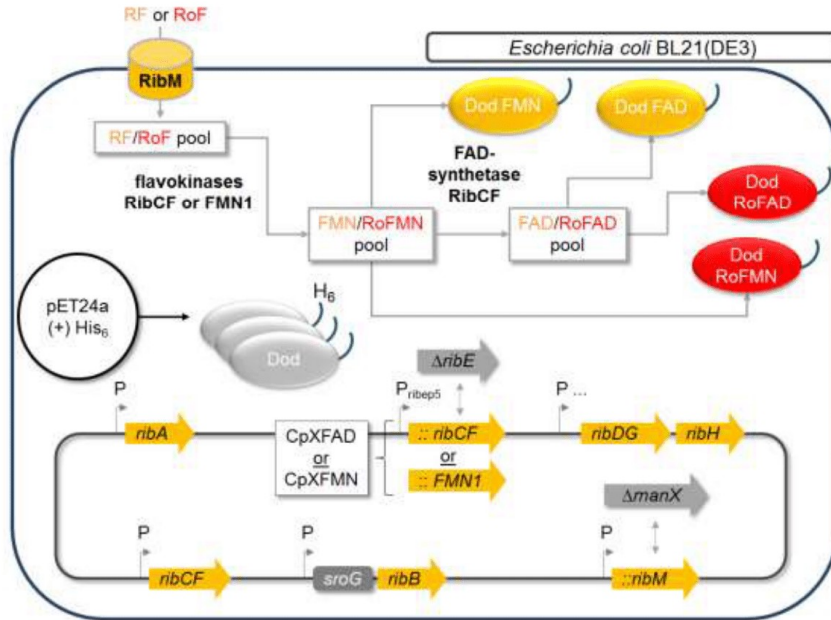 RF or RoF
Escherichia coli BL21(DE3)
RibM
RF/RoF pool
flavokinases
RibCF or FMN1
Dod FMN
Dod FAD
FAD-
synthetase
RibCF
FMN/RoFMN
pool
FAD/RoFAD
pool
Dod
RoFAD
Dod
RoFMN
pET24a
(+) His6
H6
Dod
ΔribE
P
ribA
CpXFAD
or
CpXFMN
Pribep5
:: ribCF
or
:: FMN1
P ...
ribDG
ribH
ΔmanX
P
ribCF
P
sroG
ribB
P
::ribM